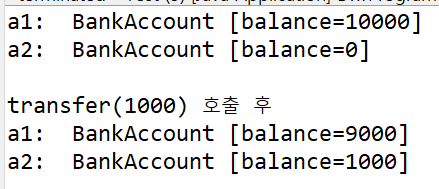 a1:  BankAccount [balance=10000]
a2:  BankAccount [balance=0]
transfer(1000) 호출 후
a1:  BankAccount [balance=9000]
a2:  BankAccount [balance=1000]